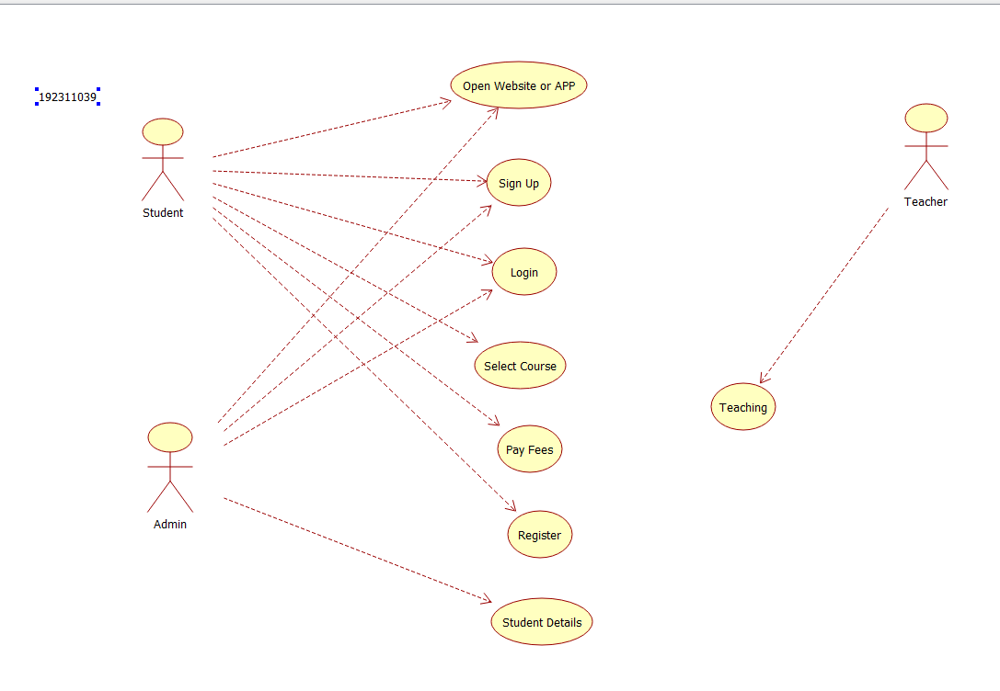 192311039
Open Website or APP
Student
Teacher
Sign Up
Login
Select Course
Teaching
Pay Fees
Admin
Register
Student Details